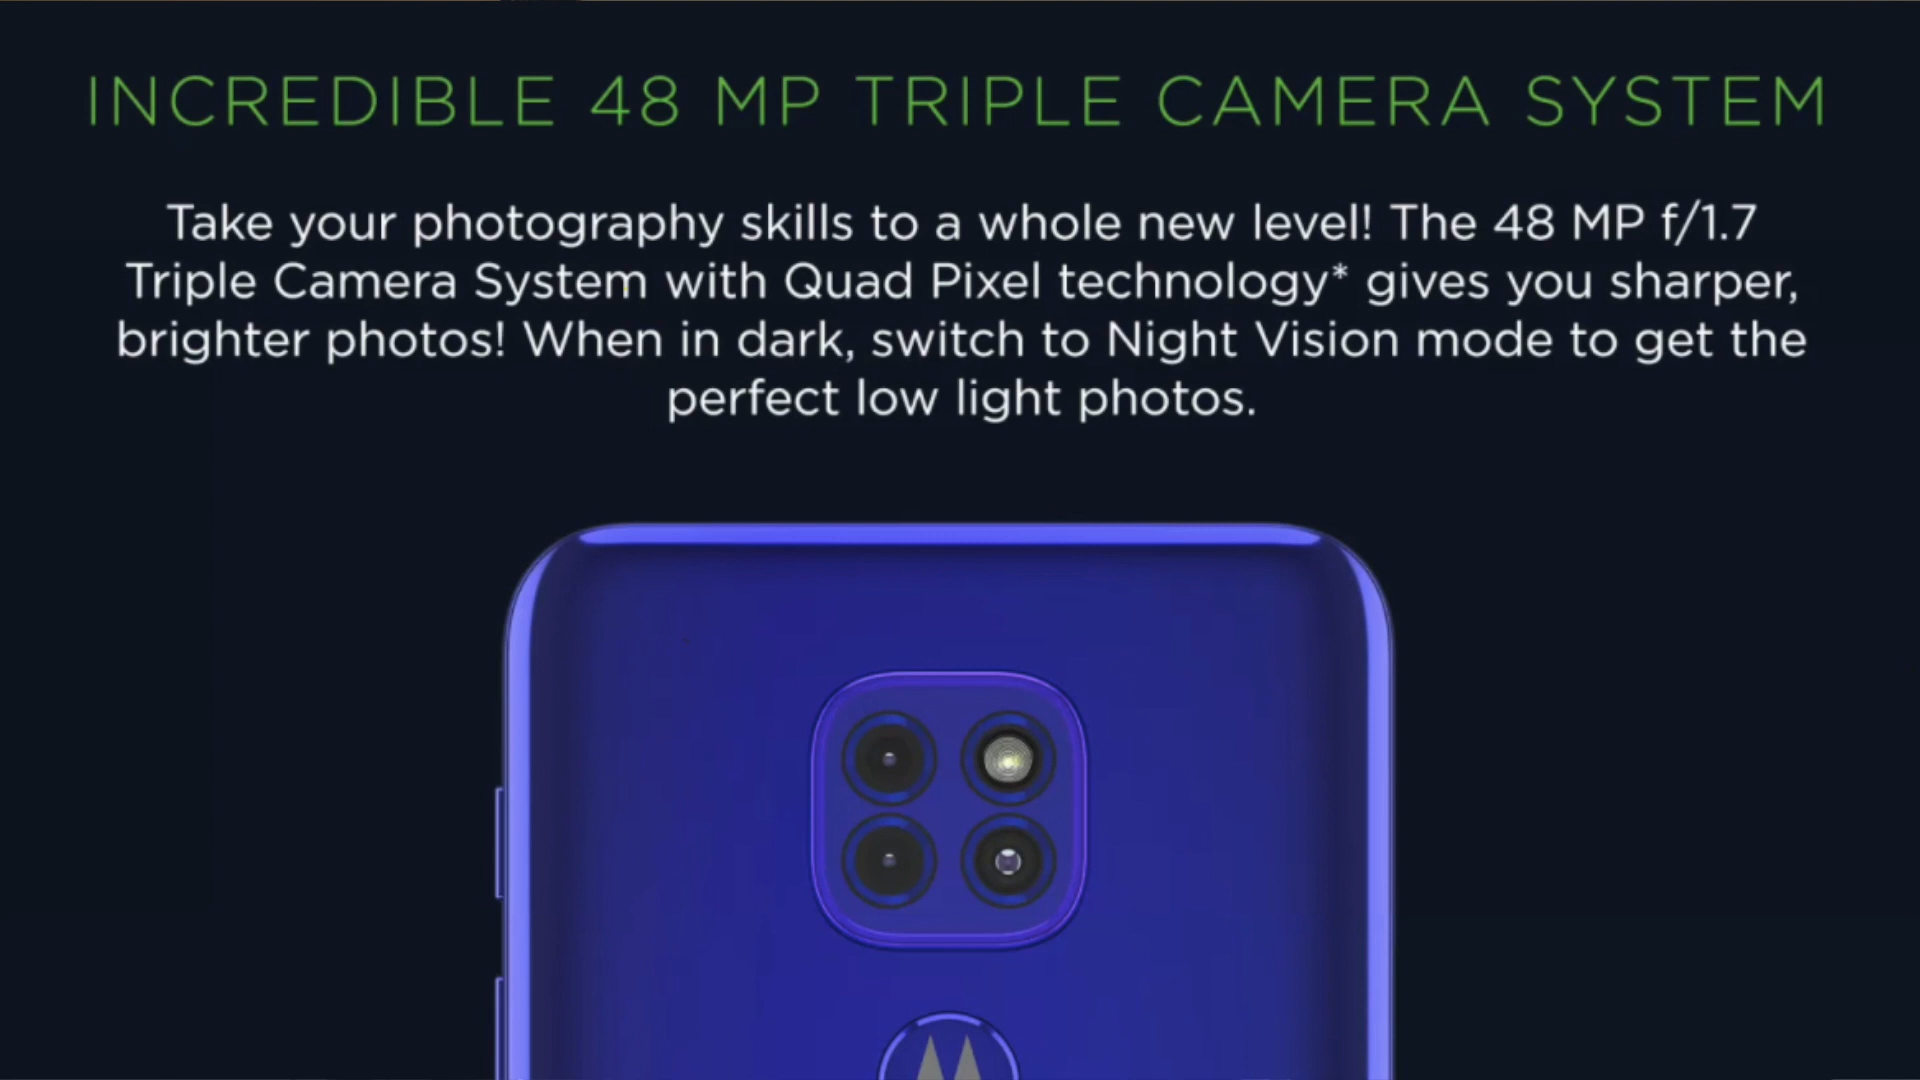 INCREDIBLE 48 MP TRIPLE CAMERA SYSTEM
Take your photography skills to a whole new level! The 48 MP f/1.7
Triple Camera System with Quad Pixel technology* gives you sharper,
brighter photos! When in dark, switch to Night Vision mode to get the
perfect low light photos.